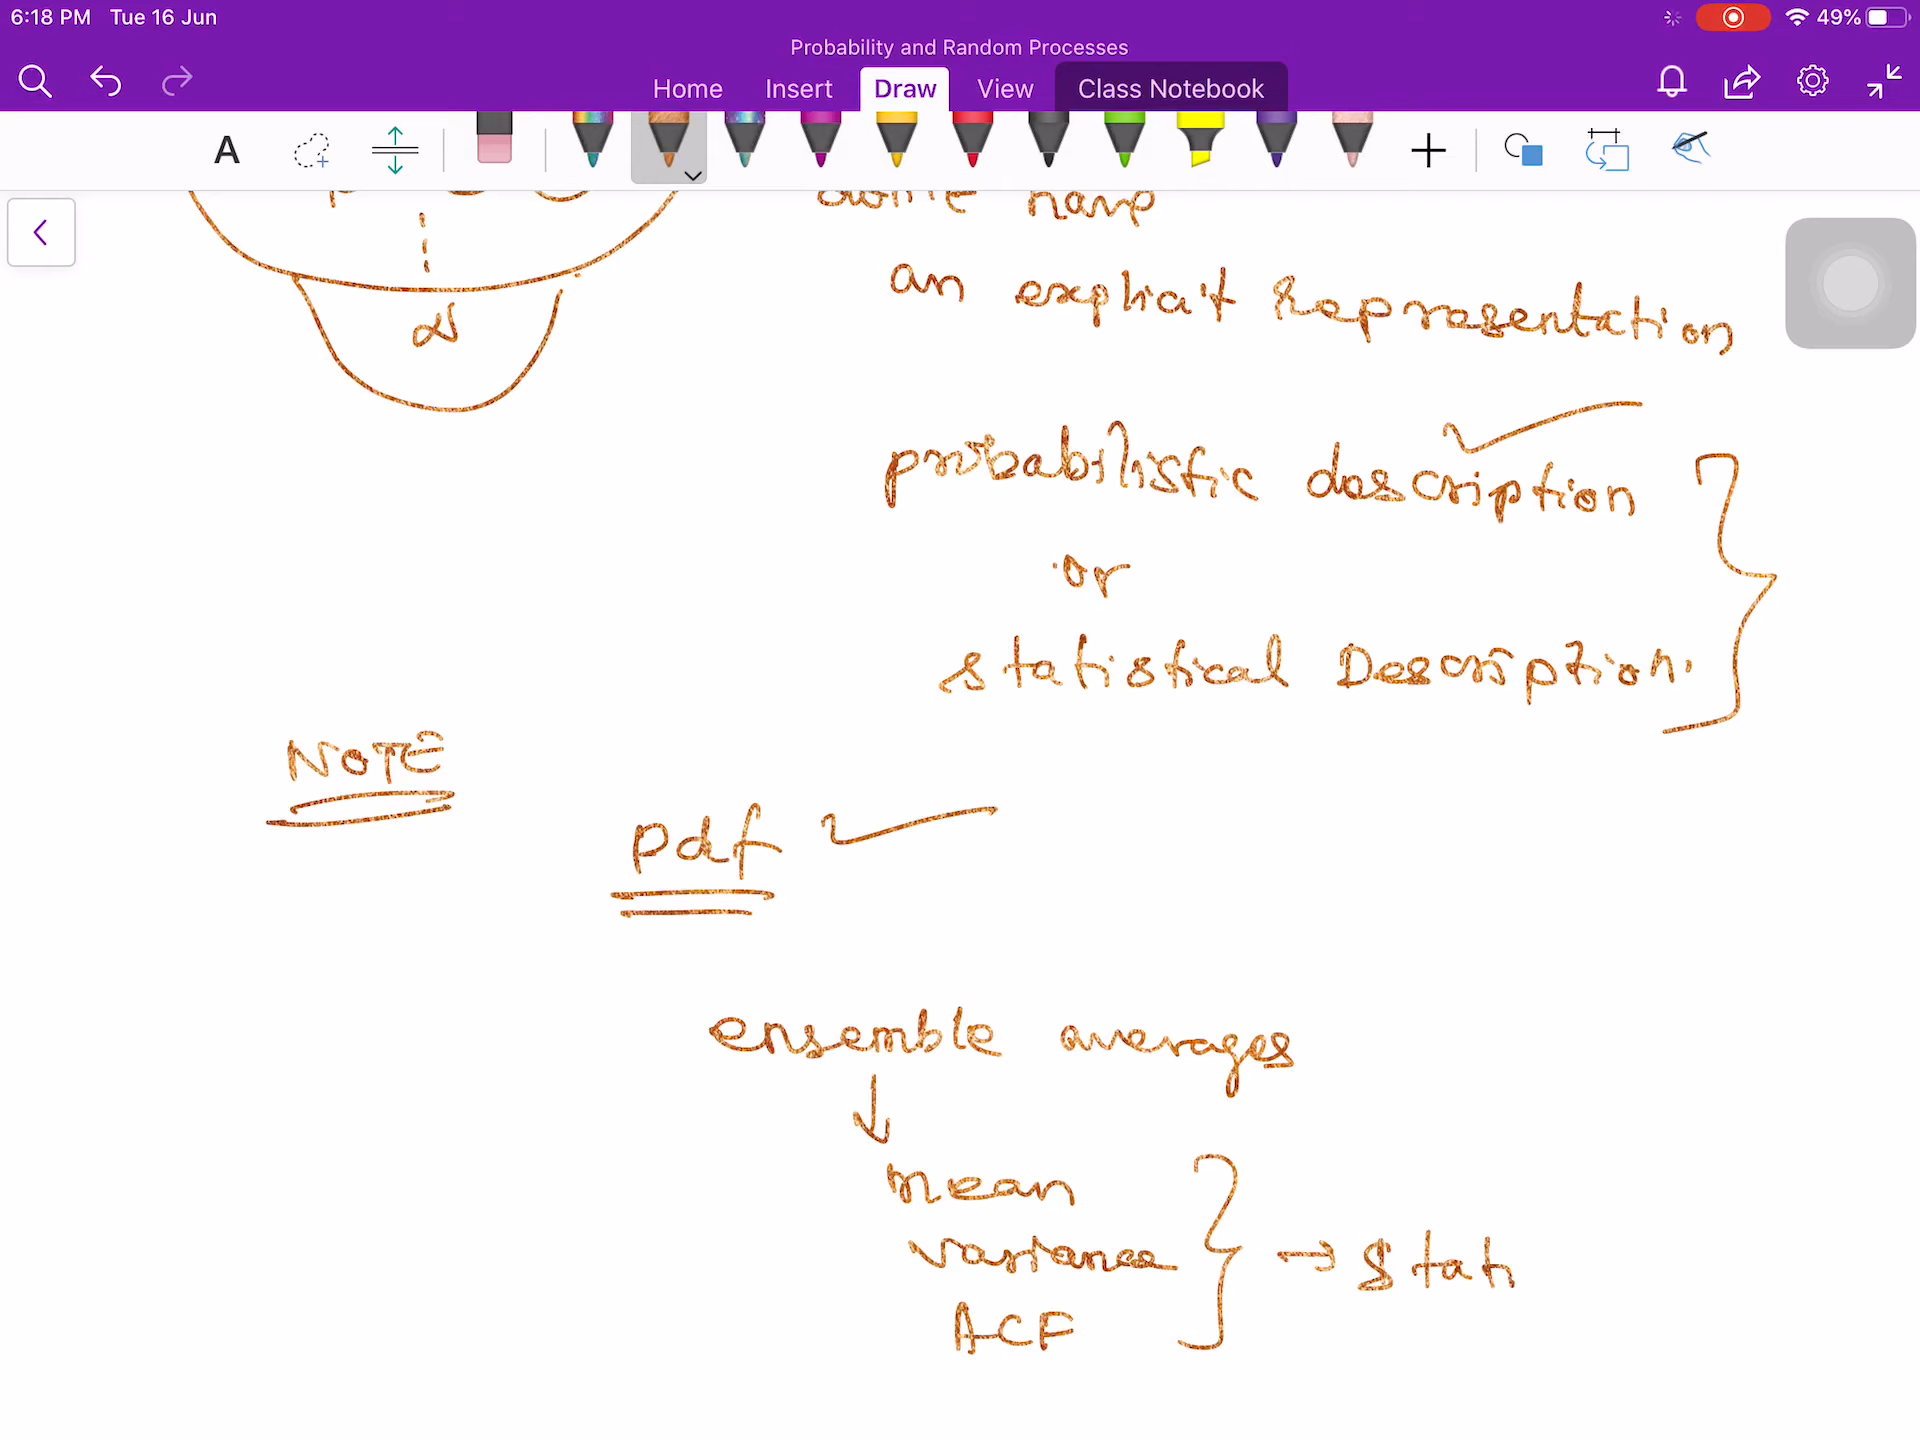 6:18 PM Tue 16 Jun
49%
Probability and Random Processes
Home Insert Draw View Class Notebook
A
an explicit Representation
α
probabilistic description
or
statistical Description.
NOTE
pdf
ensemble averages
mean
variance
ACF
→ stati